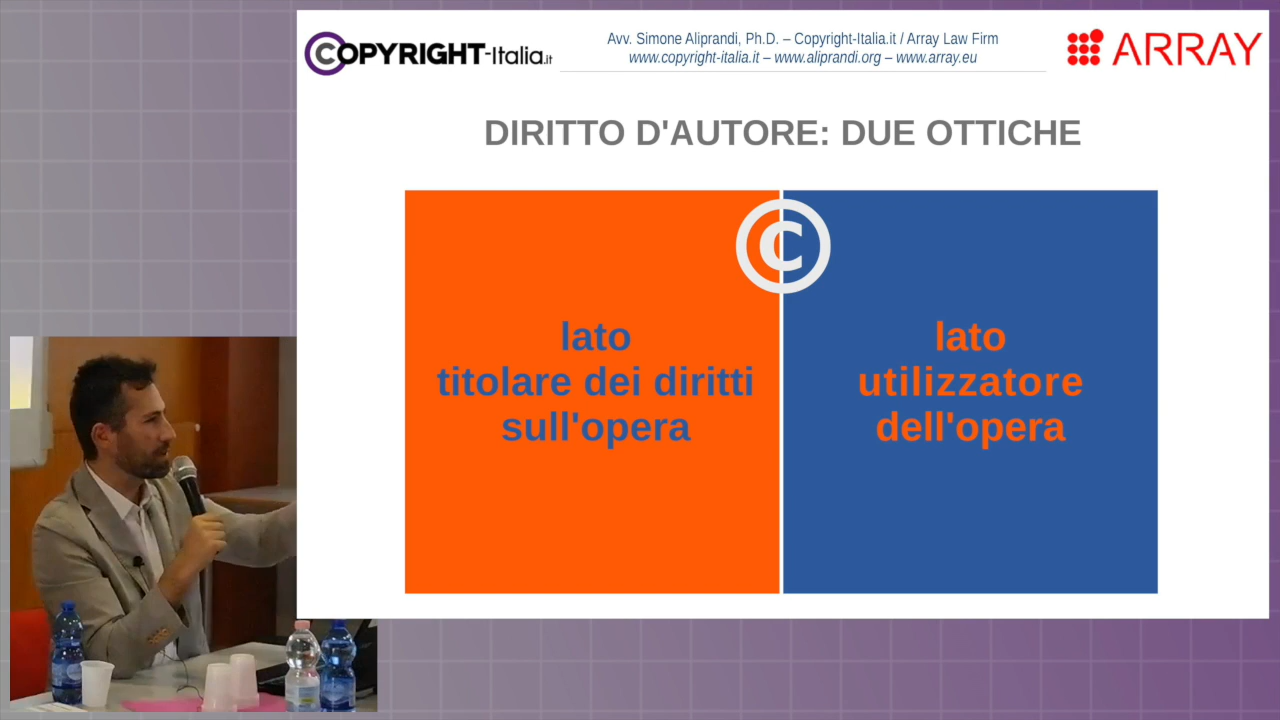 COPYRIGHT-Italia.it
Avv. Simone Aliprandi, Ph.D. – Copyright-Italia.it / Array Law Firm
www.copyright-italia.it – www.aliprandi.org – www.array.eu
ARRAY
DIRITTO D'AUTORE: DUE OTTICHE
©
lato
titolare dei diritti
sull'opera
lato
utilizzatore
dell'opera